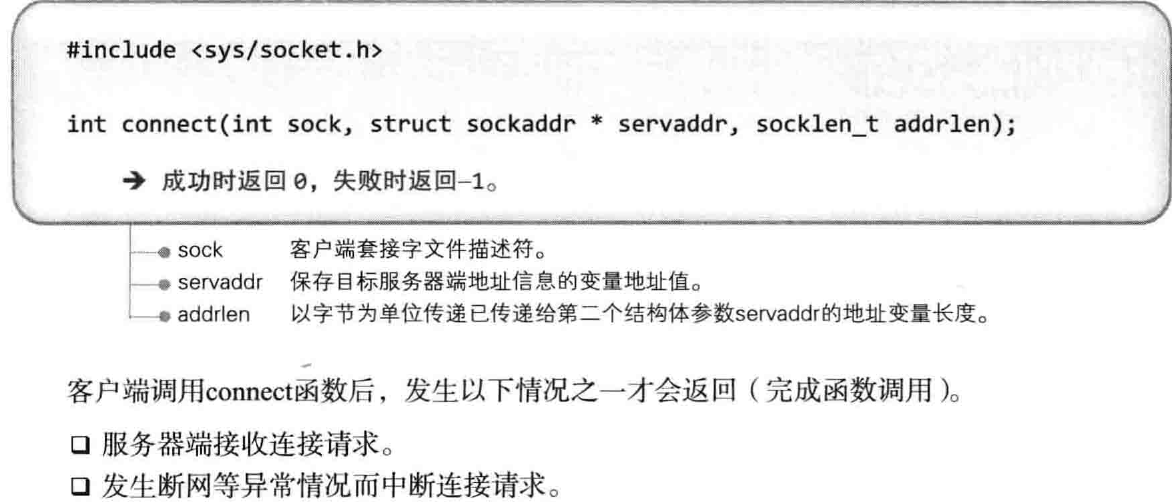 #include <sys/socket.h>
int connect(int sock, struct sockaddr * servaddr, socklen_t addrlen);
➔ 成功时返回 0，失败时返回–1。
sock 客户端套接字文件描述符。
servaddr 保存目标服务器端地址信息的变量地址值。
addrlen 以字节为单位传递已传递给第二个结构体参数servaddr的地址变量长度。
客户端调用connect函数后，发生以下情况之一才会返回（完成函数调用）。
❑ 服务器端接收连接请求。
❑ 发生断网等异常情况而中断连接请求。